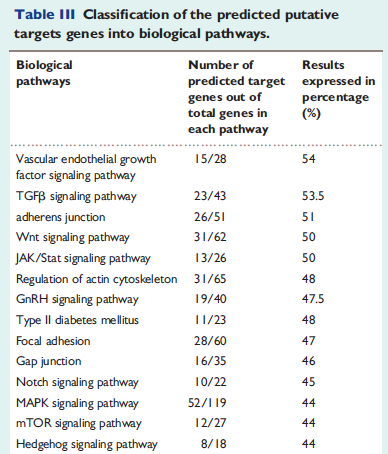 Table III Classification of the predicted putative
targets genes into biological pathways.
Biological pathways Number of predicted target genes out of total genes in each pathway Results expressed in percentage (%)
Vascular endothelial growth factor signaling pathway 15/28 54
TGFβ signaling pathway 23/43 53.5
adherens junction 26/51 51
Wnt signaling pathway 31/62 50
JAK/Stat signaling pathway 13/26 50
Regulation of actin cytoskeleton 31/65 48
GnRH signaling pathway 19/40 47.5
Type II diabetes mellitus 11/23 48
Focal adhesion 28/60 47
Gap junction 16/35 46
Notch signaling pathway 10/22 45
MAPK signaling pathway 52/119 44
mTOR signaling pathway 12/27 44
Hedgehog signaling pathway 8/18 44